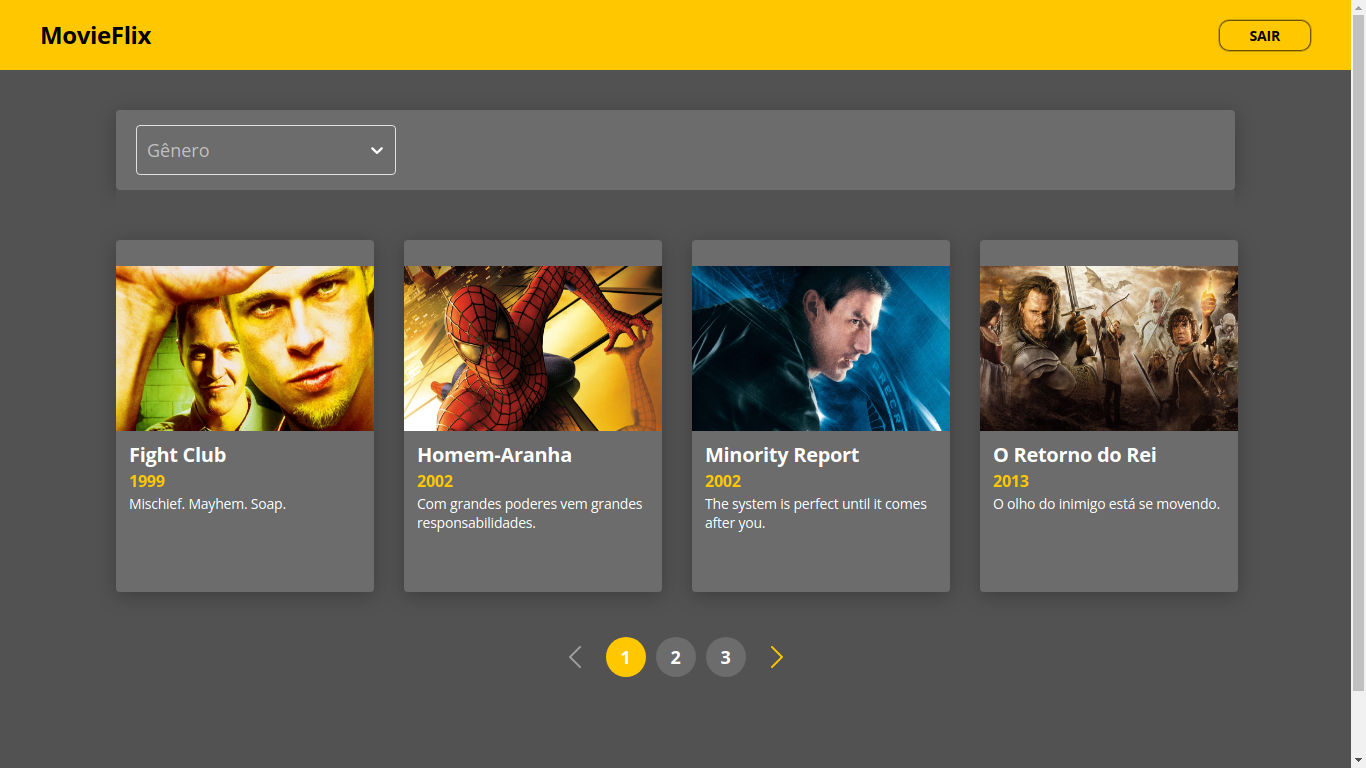 MovieFlix
SAIR
Gênero
Fight Club
1999
Mischief. Mayhem. Soap.
Homem-Aranha
2002
Com grandes poderes vem grandes
responsabilidades.
Minority Report
2002
The system is perfect until it comes
after you.
O Retorno do Rei
2013
O olho do inimigo está se movendo.
1
2
3